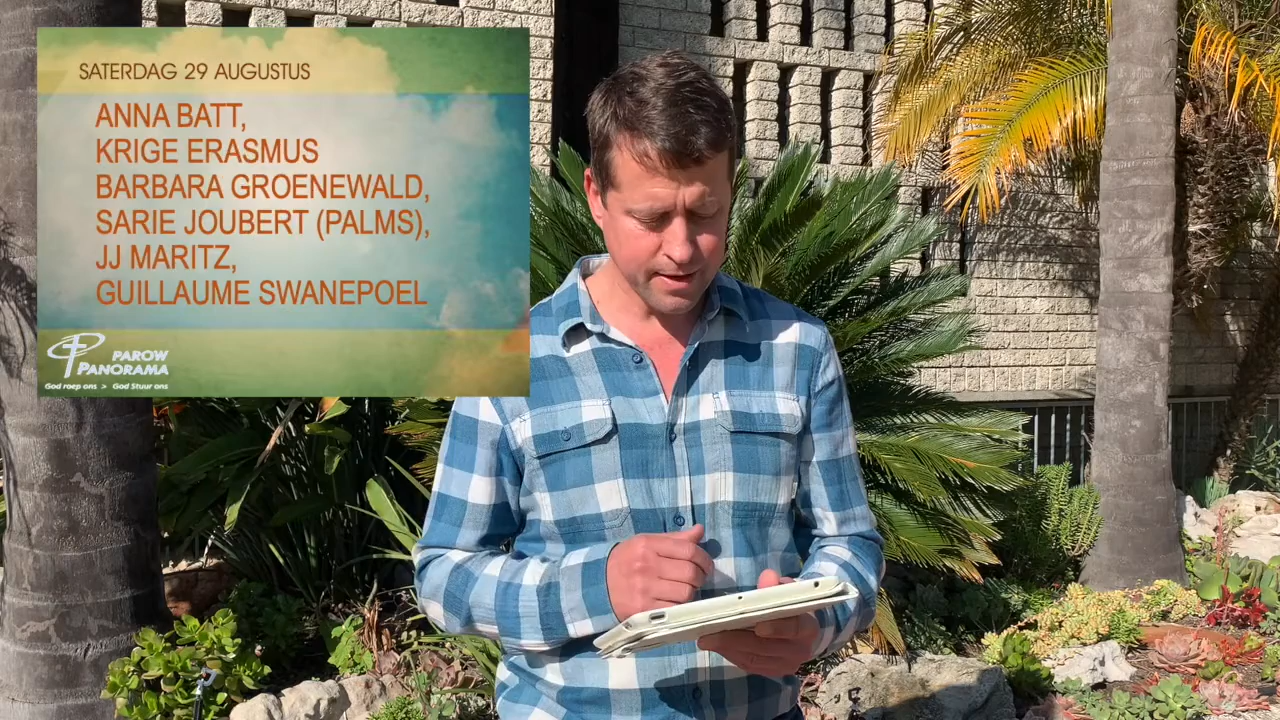 SATERDAG 29 AUGUSTUS
ANNA BATT,
KRIGE ERASMUS
BARBARA GROENEWALD,
SARIE JOUBERT (PALMS),
JJ MARITZ,
GUILLAUME SWANEPOEL
PAROW
PANORAMA
God roep ons > God Stuur ons